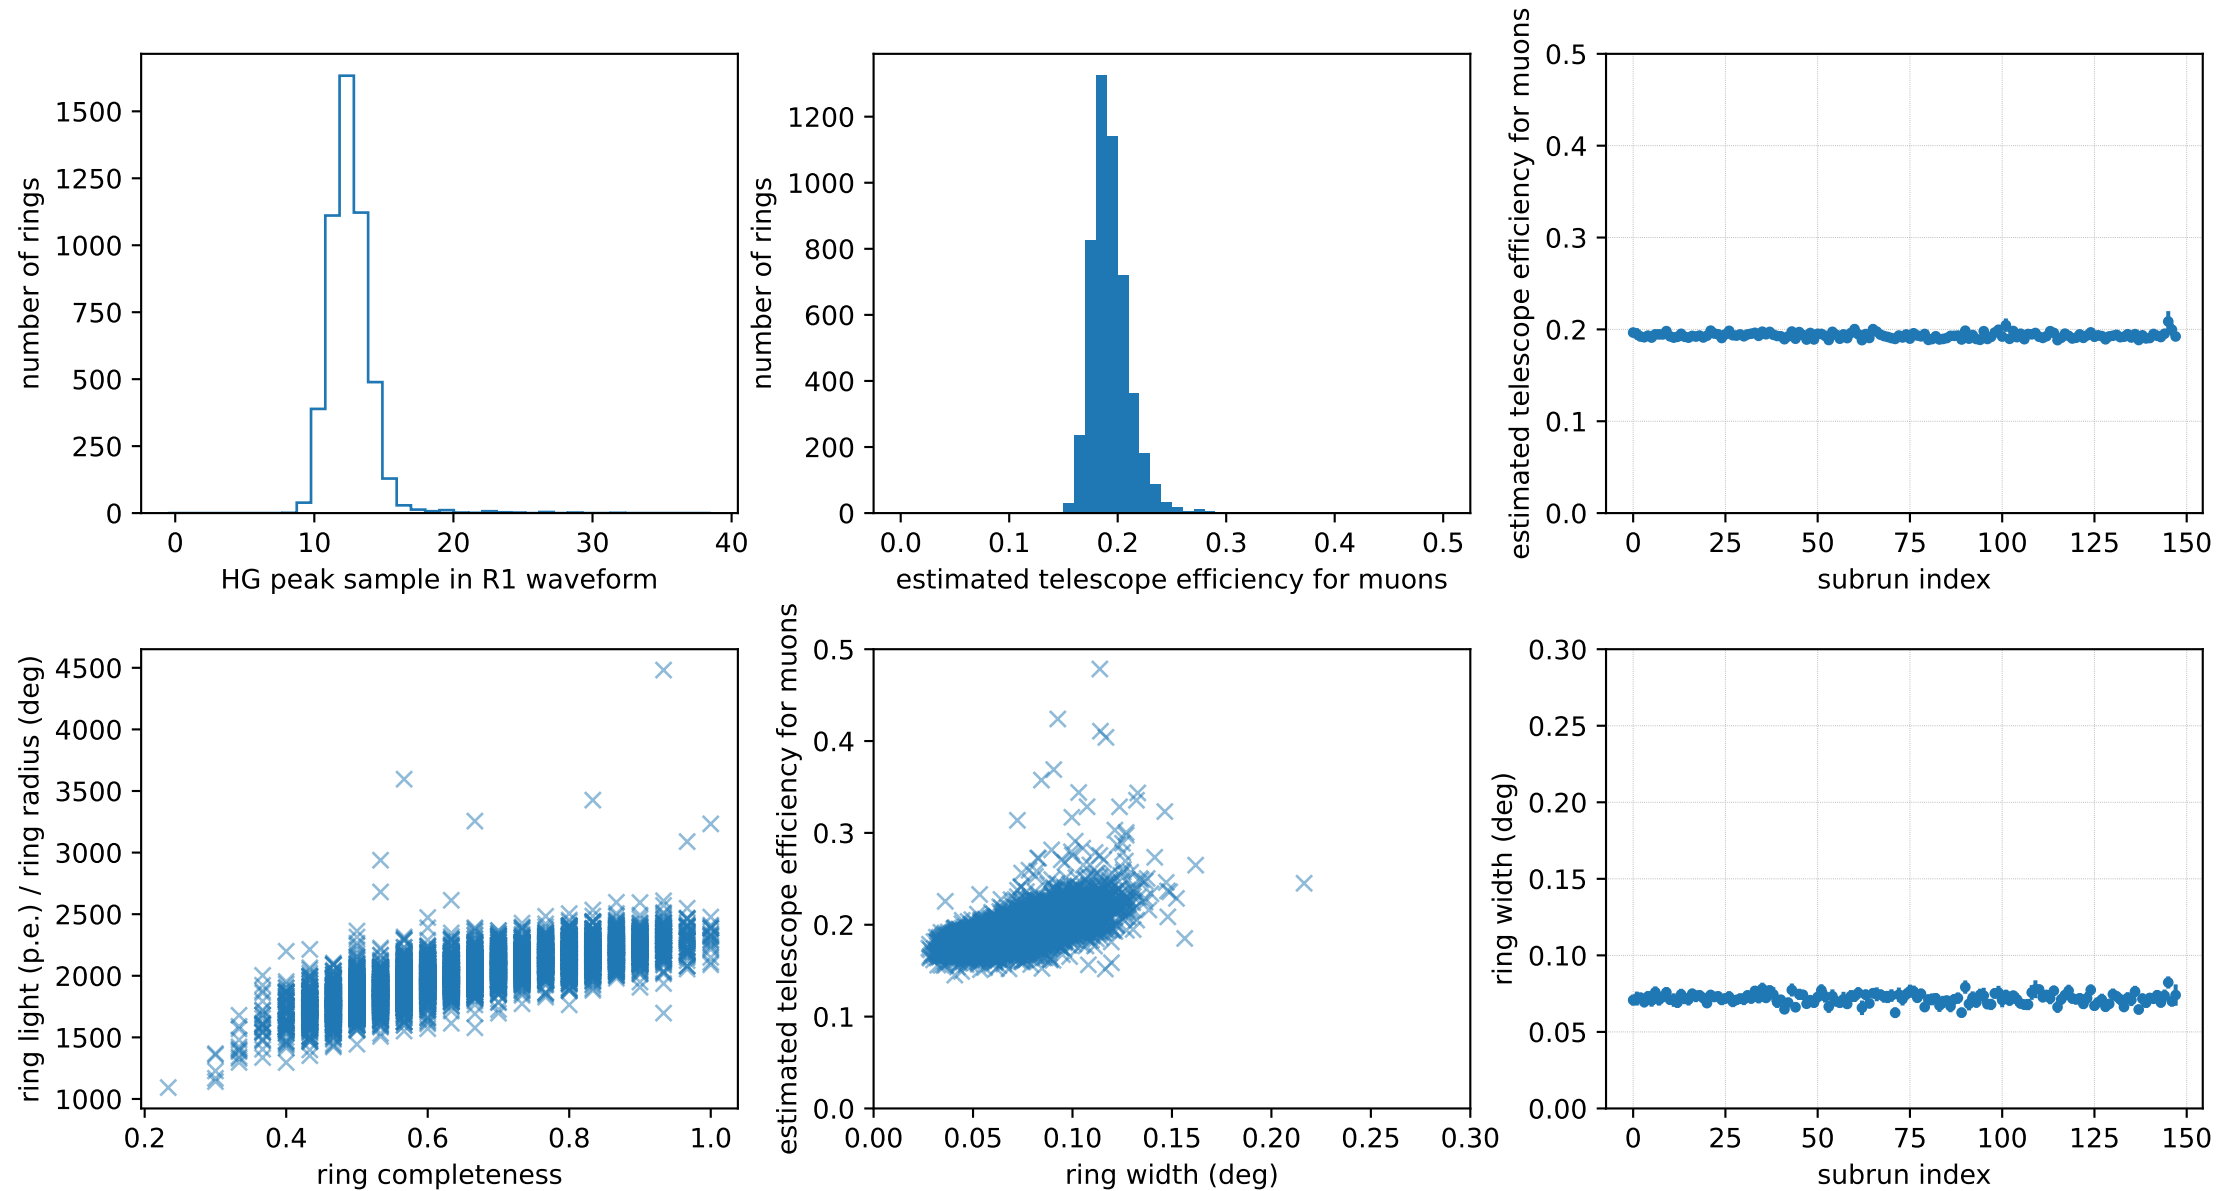 number of rings
1500
1250
1000
750
500
250
0
0 10 20 30 40
HG peak sample in R1 waveform
number of rings
1200
1000
800
600
400
200
0
0.0 0.1 0.2 0.3 0.4 0.5
estimated telescope efficiency for muons
estimated telescope efficiency for muons
0.5
0.4
0.3
0.2
0.1
0.0
0 25 50 75 100 125 150
subrun index
ring light (p.e.) / ring radius (deg)
4500
4000
3500
3000
2500
2000
1500
1000
0.2 0.4 0.6 0.8 1.0
ring completeness
estimated telescope efficiency for muons
0.5
0.4
0.3
0.2
0.1
0.0
0.00 0.05 0.10 0.15 0.20 0.25 0.30
ring width (deg)
ring width (deg)
0.30
0.25
0.20
0.15
0.10
0.05
0.00
0 25 50 75 100 125 150
subrun index